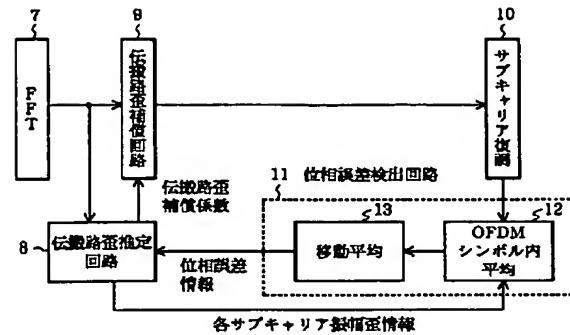 7
9
10
FFT
伝搬路歪補償回路
サブキャリア復調
伝搬路歪
補償係数
11 位相誤差検出回路
13
12
8
伝搬路歪推定
回路
位相誤差
情報
移動平均
OFDM
シンボル内
平均
各サブキャリア振幅歪情報